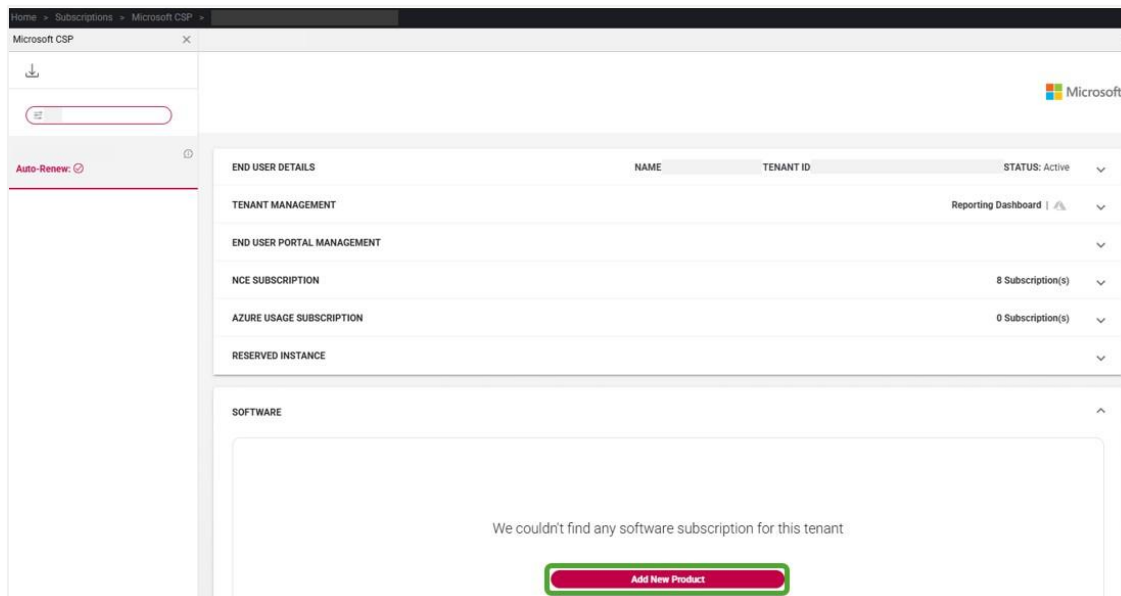 Home > Subscriptions > Microsoft CSP >
Microsoft CSP
Microsoft
Auto-Renew:
END USER DETAILS NAME TENANT ID STATUS: Active
TENANT MANAGEMENT Reporting Dashboard |
END USER PORTAL MANAGEMENT
NCE SUBSCRIPTION 8 Subscription(s)
AZURE USAGE SUBSCRIPTION 0 Subscription(s)
RESERVED INSTANCE
SOFTWARE
We couldn't find any software subscription for this tenant
Add New Product